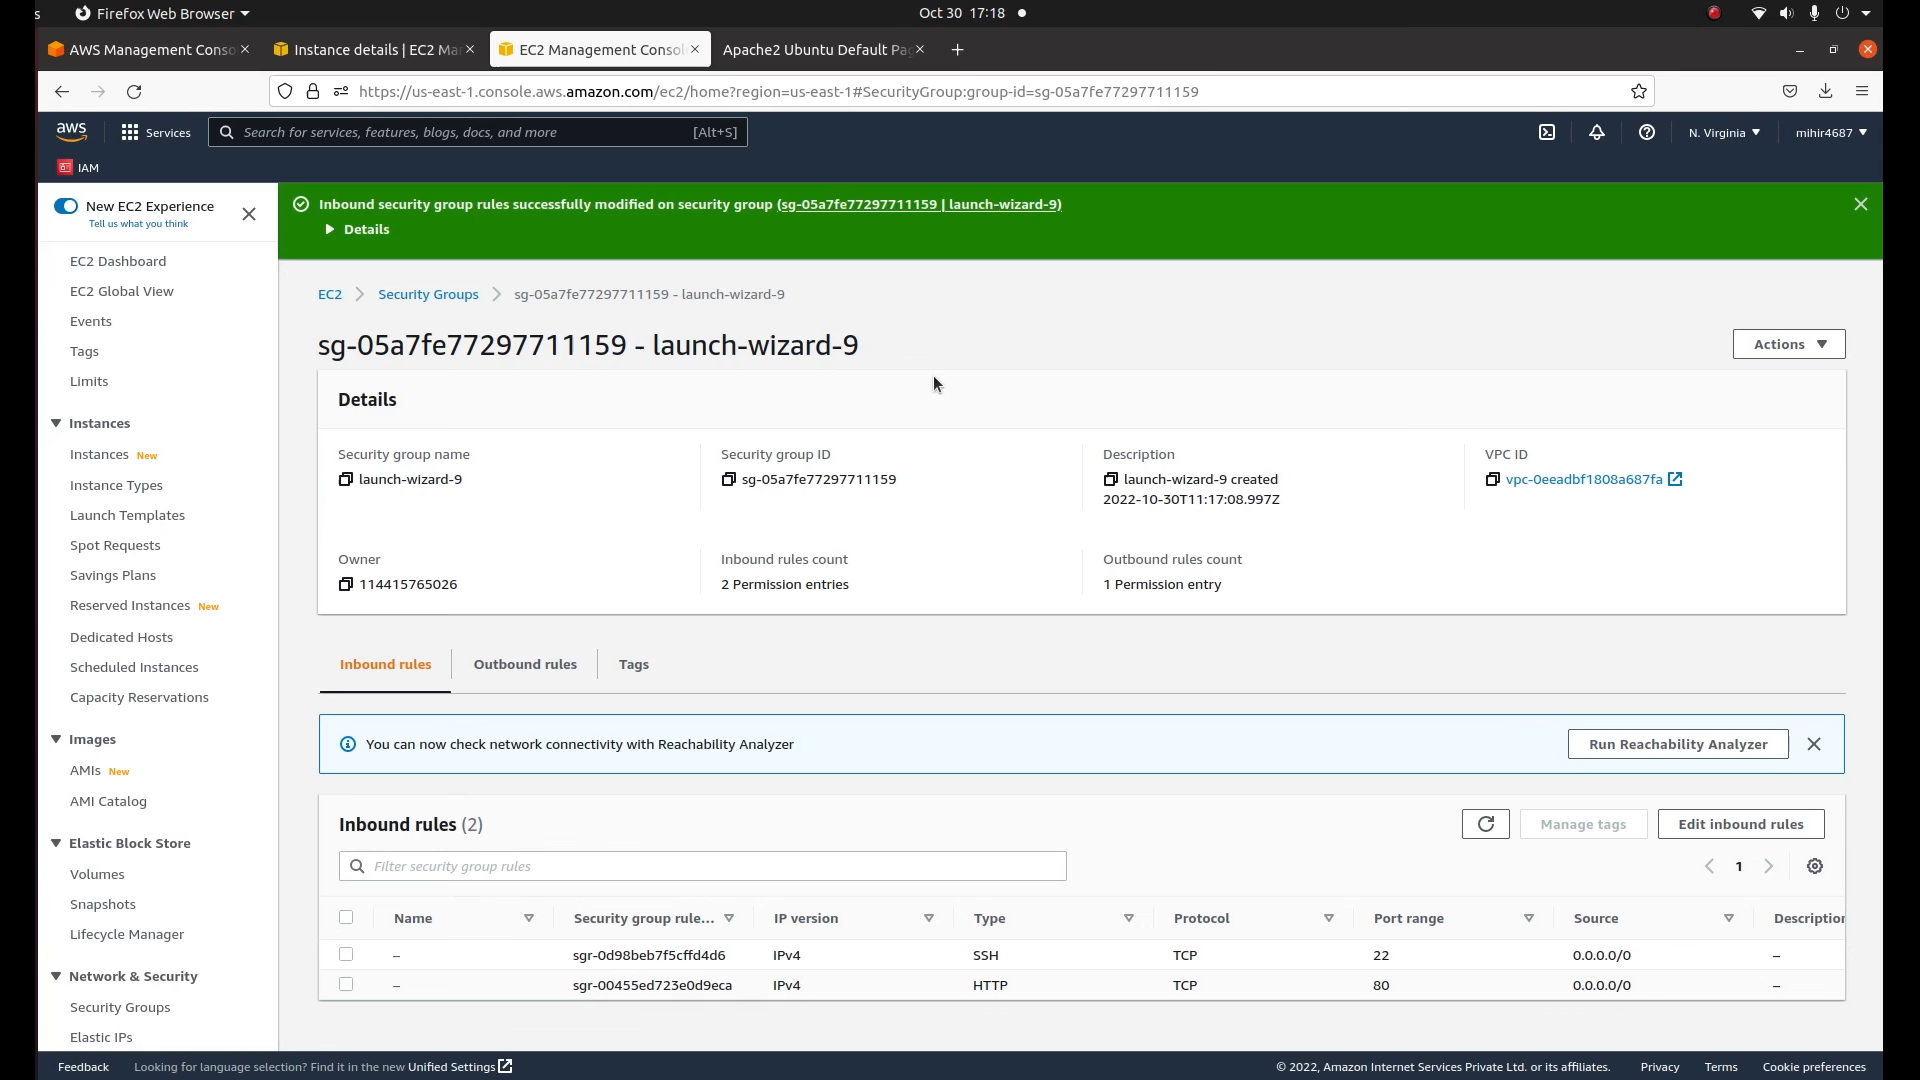 s
Firefox Web Browser
Oct 30 17:18
AWS Management Conso
Instance details | EC2 Ma
EC2 Management Consol
Apache2 Ubuntu Default Pa
https://us-east-1.console.aws.amazon.com/ec2/home?region=us-east-1#SecurityGroup:group-id=sg-05a7fe77297711159
aws
Services
Search for services, features, blogs, docs, and more
[Alt+S]
N. Virginia
mihir4687
IAM
New EC2 Experience
Tell us what you think
EC2 Dashboard
EC2 Global View
Events
Tags
Limits
Instances
Instances New
Instance Types
Launch Templates
Spot Requests
Savings Plans
Reserved Instances New
Dedicated Hosts
Scheduled Instances
Capacity Reservations
Images
AMIs New
AMI Catalog
Elastic Block Store
Volumes
Snapshots
Lifecycle Manager
Network & Security
Security Groups
Elastic IPs
Inbound security group rules successfully modified on security group (sg-05a7fe77297711159 | launch-wizard-9)
Details
EC2
Security Groups
sg-05a7fe77297711159 - launch-wizard-9
sg-05a7fe77297711159 - launch-wizard-9
Actions
Details
Security group name
launch-wizard-9
Security group ID
sg-05a7fe77297711159
Description
launch-wizard-9 created
2022-10-30T11:17:08.997Z
VPC ID
vpc-0eeadbf1808a687fa
Owner
114415765026
Inbound rules count
2 Permission entries
Outbound rules count
1 Permission entry
Inbound rules
Outbound rules
Tags
You can now check network connectivity with Reachability Analyzer
Run Reachability Analyzer
Inbound rules (2)
Manage tags
Edit inbound rules
Filter security group rules
1
Name Security group rule... IP version Type Protocol Port range Source Description
– sgr-0d98beb7f5cffd4d6 IPv4 SSH TCP 22 0.0.0.0/0 –
– sgr-00455ed723e0d9eca IPv4 HTTP TCP 80 0.0.0.0/0 –
Feedback
Looking for language selection? Find it in the new Unified Settings
© 2022, Amazon Internet Services Private Ltd. or its affiliates.
Privacy
Terms
Cookie preferences